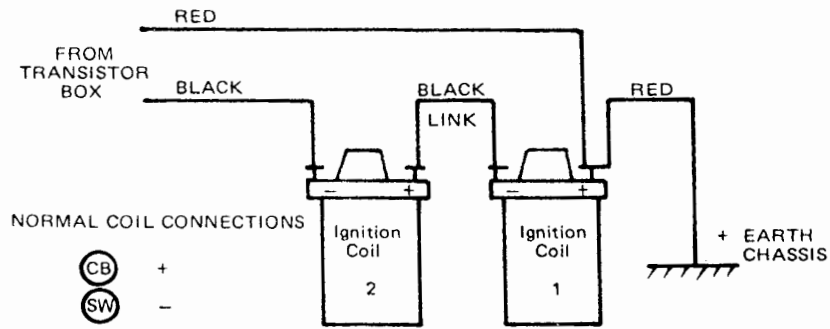 RED
FROM
TRANSISTOR
BOX
BLACK
BLACK
LINK
RED
− +
− +
NORMAL COIL CONNECTIONS
CB +
SW −
Ignition
Coil
2
Ignition
Coil
1
+ EARTH
CHASSIS